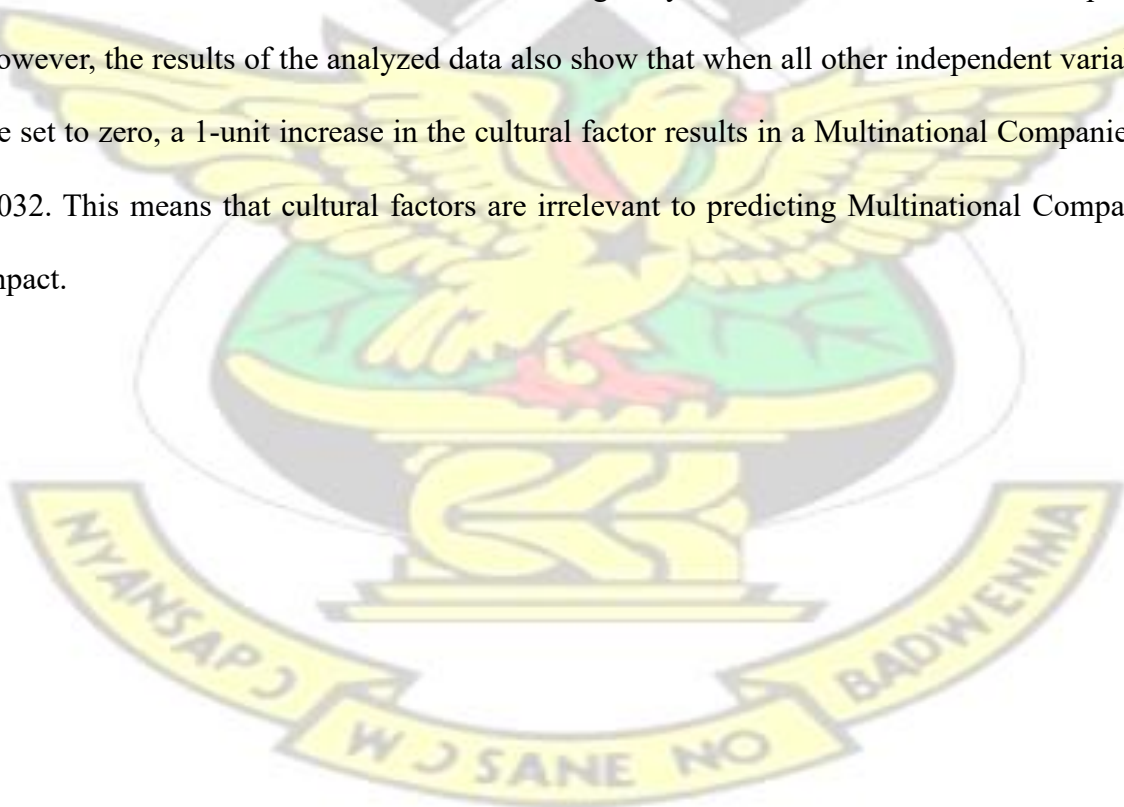 owever, the results of the analyzed data also show that when all other independent varia
e set to zero, a 1-unit increase in the cultural factor results in a Multinational Companie
032. This means that cultural factors are irrelevant to predicting Multinational Compa
npact.
NYANSAPƆ
WƆSANE NO
BADWENMA